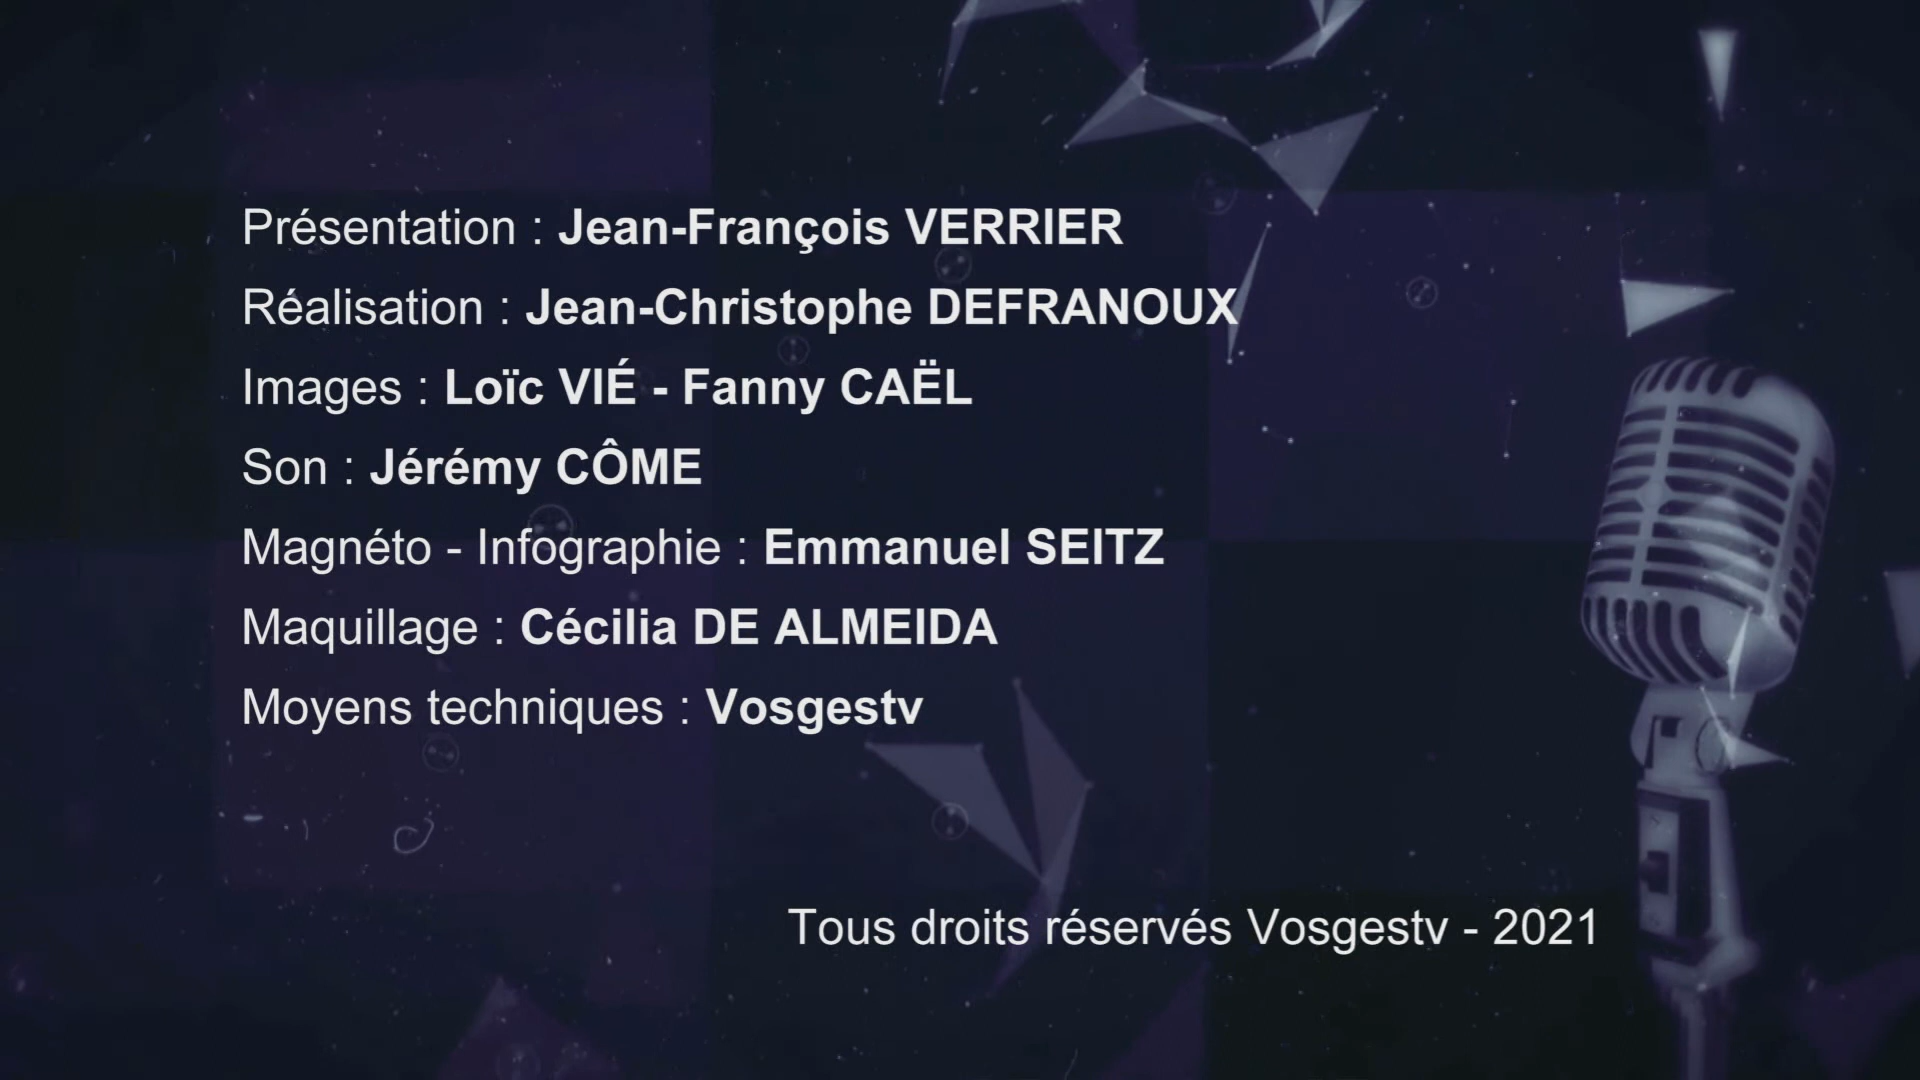 Présentation : Jean-François VERRIER
Réalisation : Jean-Christophe DEFRANOUX
Images : Loïc VIÉ - Fanny CAËL
Son : Jérémy CÔME
Magnéto - Infographie : Emmanuel SEITZ
Maquillage : Cécilia DE ALMEIDA
Moyens techniques : Vosgestv
Tous droits réservés Vosgestv - 2021